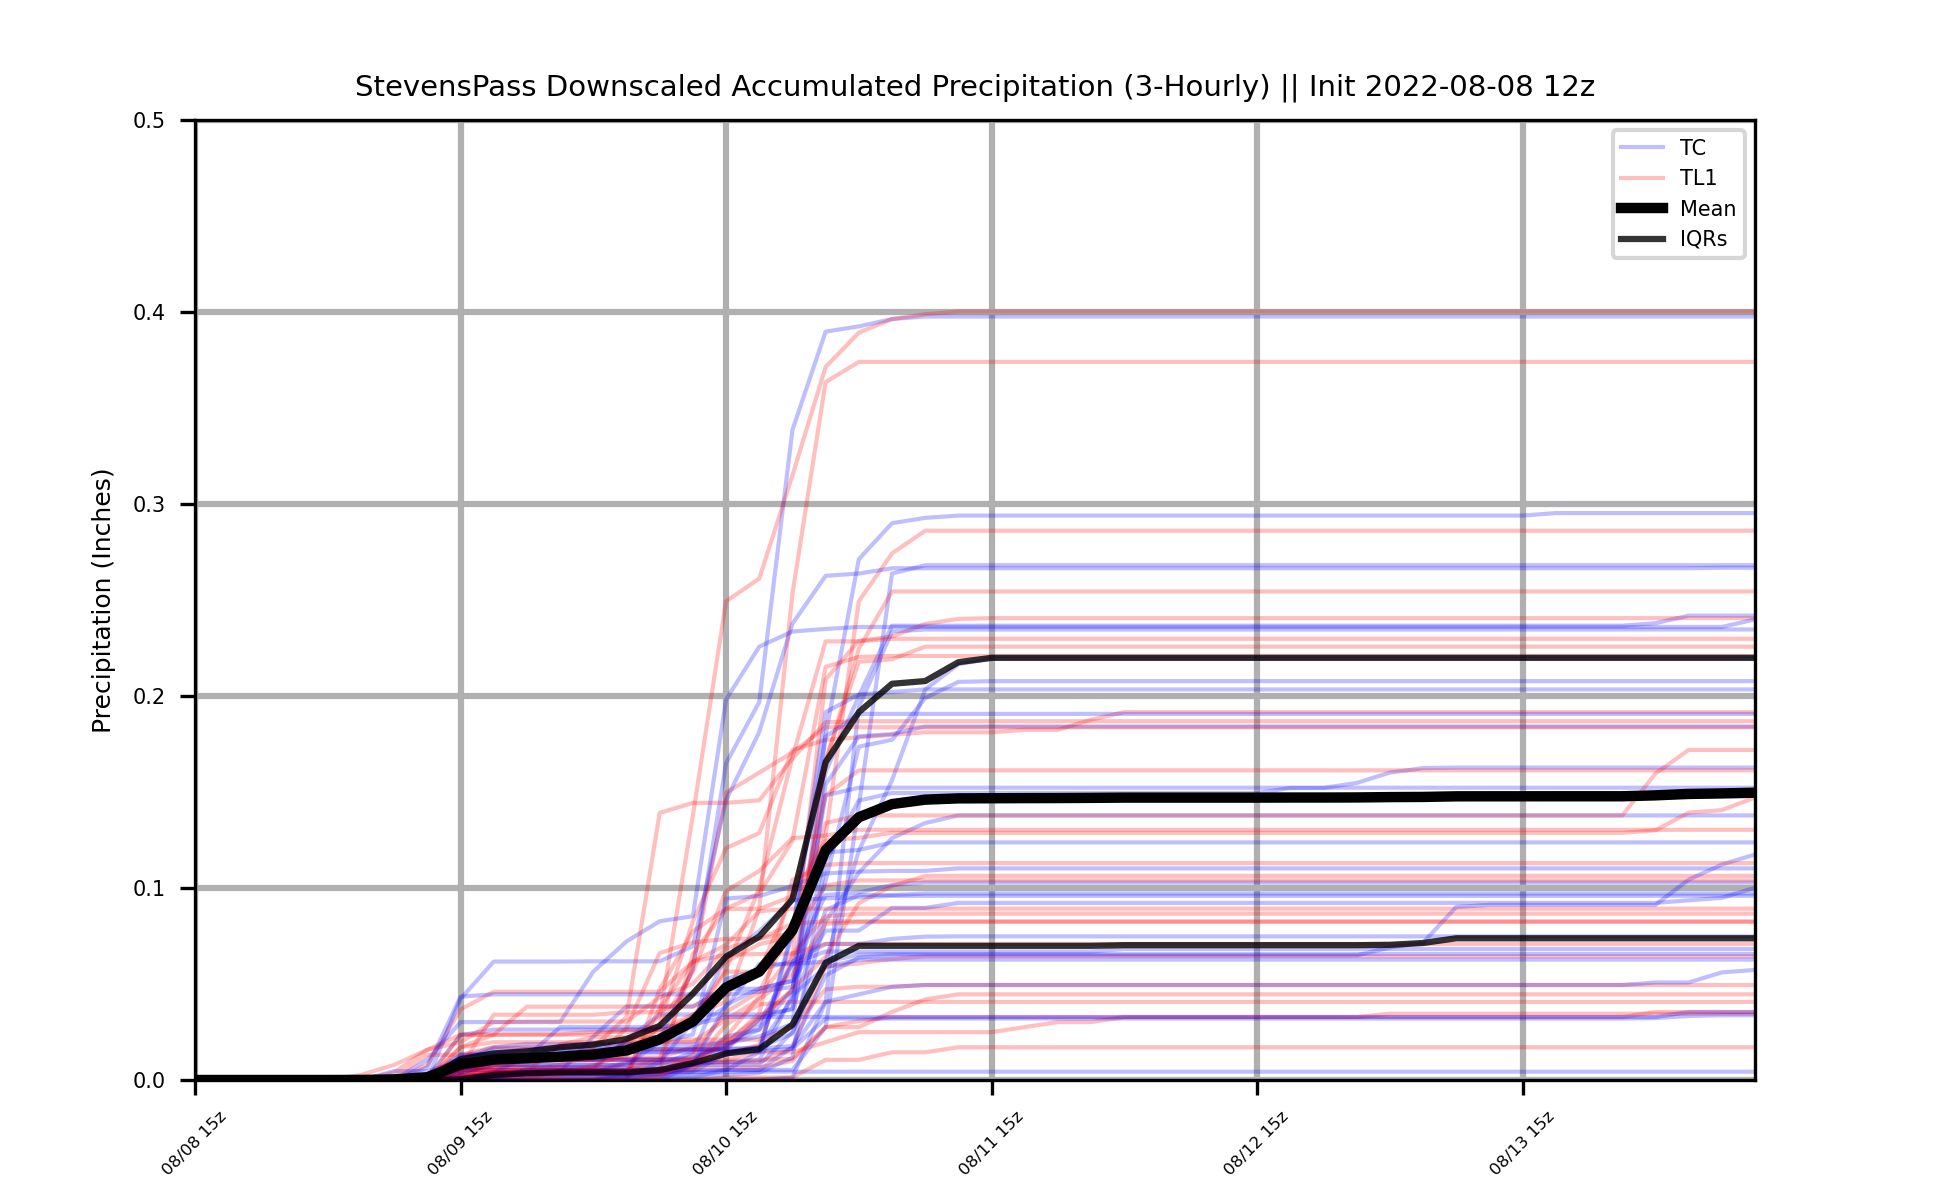 StevensPass Downscaled Accumulated Precipitation (3-Hourly) || Init 2022-08-08 12z
Precipitation (Inches)
0.5
0.4
0.3
0.2
0.1
0.0
TC
TL1
Mean
IQRs
08/08 15z
08/09 15z
08/10 15z
08/11 15z
08/12 15z
08/13 15z